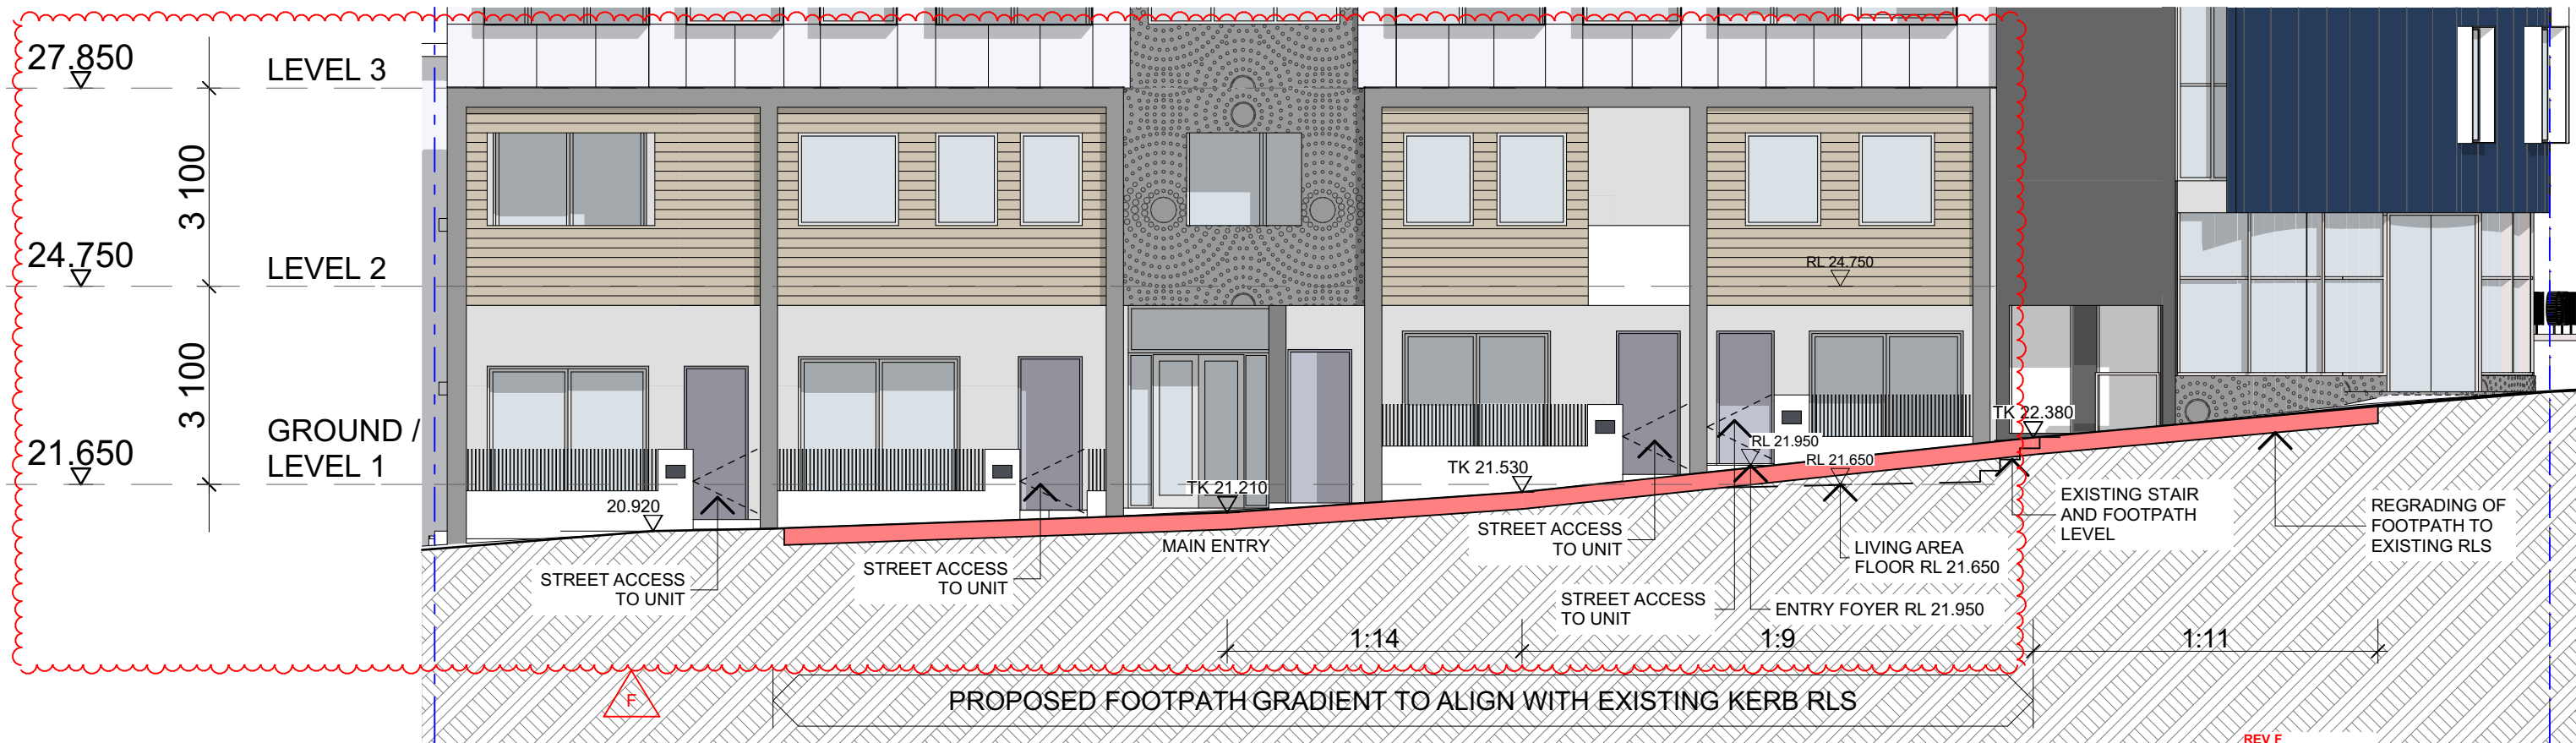 27.850
LEVEL 3
3 100
24.750
LEVEL 2
RL 24.750
3 100
GROUND /
LEVEL 1
21.650
20.920
TK 21.210
TK 21.530
RL 21.950
RL 21.650
TK 22.380
STREET ACCESS
TO UNIT
STREET ACCESS
TO UNIT
MAIN ENTRY
STREET ACCESS
TO UNIT
STREET ACCESS
TO UNIT
LIVING AREA
FLOOR RL 21.650
ENTRY FOYER RL 21.950
EXISTING STAIR
AND FOOTPATH
LEVEL
REGRADING OF
FOOTPATH TO
EXISTING RLS
1:14
1:9
1:11
F
PROPOSED FOOTPATH GRADIENT TO ALIGN WITH EXISTING KERB RLS
REV F